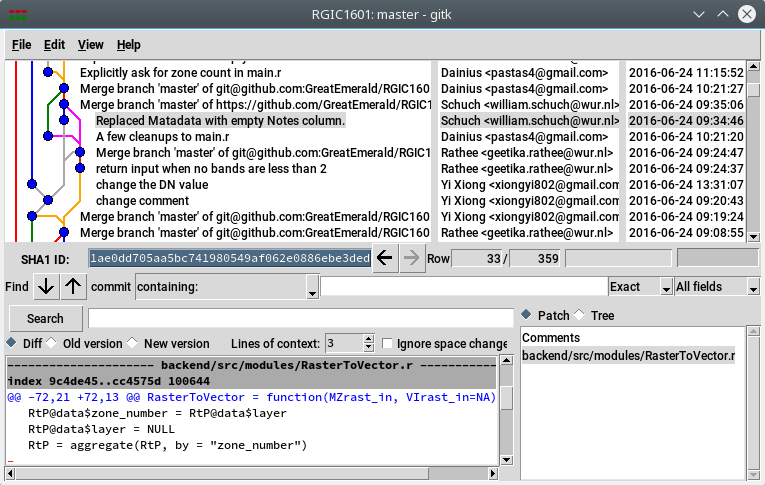 RGIC1601: master - gitk
File Edit View Help
Explicitly ask for zone count in main.r Dainius <pastas4@gmail.com> 2016-06-24 11:15:52
Merge branch 'master' of git@github.com:GreatEmerald/RGIC160 Dainius <pastas4@gmail.com> 2016-06-24 10:21:27
Merge branch 'master' of https://github.com/GreatEmerald/RGIC1 Schuch <william.schuch@wur.nl> 2016-06-24 09:35:06
Replaced Matadata with empty Notes column. Schuch <william.schuch@wur.nl> 2016-06-24 09:34:46
A few cleanups to main.r Dainius <pastas4@gmail.com> 2016-06-24 10:21:20
Merge branch 'master' of git@github.com:GreatEmerald/RGIC1 Rathee <geetika.rathee@wur.nl> 2016-06-24 09:24:47
return input when no bands are less than 2 Rathee <geetika.rathee@wur.nl> 2016-06-24 09:24:37
change the DN value Yi Xiong <xiongyi802@gmail.com 2016-06-24 13:31:07
change comment Yi Xiong <xiongyi802@gmail.com 2016-06-24 09:20:43
Merge branch 'master' of git@github.com:GreatEmerald/RGIC160 Yi Xiong <xiongyi802@gmail.com 2016-06-24 09:19:24
Merge branch 'master' of git@github.com:GreatEmerald/RGIC160 Rathee <geetika.rathee@wur.nl> 2016-06-24 09:08:55
SHA1 ID: 1ae0dd705aa5bc741980549af062e0886ebe3ded Row 33 / 359
Find commit containing: Exact All fields
Search Patch Tree
Diff Old version New version Lines of context: 3 Ignore space change
Comments
backend/src/modules/RasterToVector.r
-------------------- backend/src/modules/RasterToVector.r -----------
index 9c4de45..cc4575d 100644
@@ -72,21 +72,13 @@ RasterToVector = function(MZrast_in, VIrast_in=NA)
RtP@data$zone_number = RtP@data$layer
RtP@data$layer = NULL
RtP = aggregate(RtP, by = "zone_number")